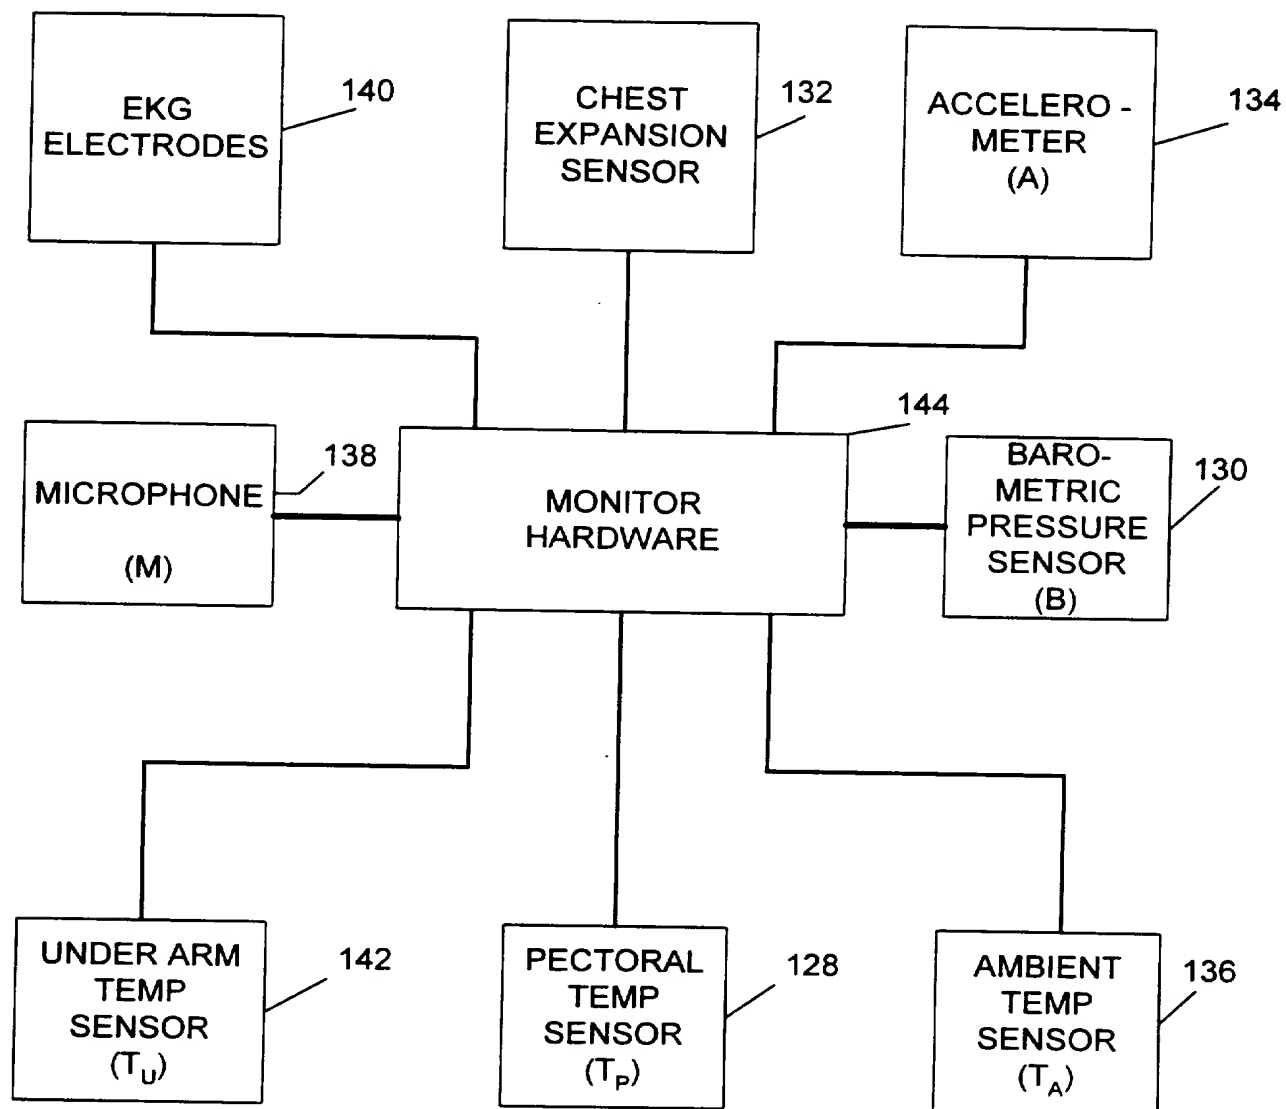 EKG
ELECTRODES
140
CHEST
EXPANSION
SENSOR
132
ACCELERO -
METER
(A)
134
MICROPHONE
(M)
138
MONITOR
HARDWARE
144
BARO-
METRIC
PRESSURE
SENSOR
(B)
130
UNDER ARM
TEMP
SENSOR
(TU)
142
PECTORAL
TEMP
SENSOR
(TP)
128
AMBIENT
TEMP
SENSOR
(TA)
136